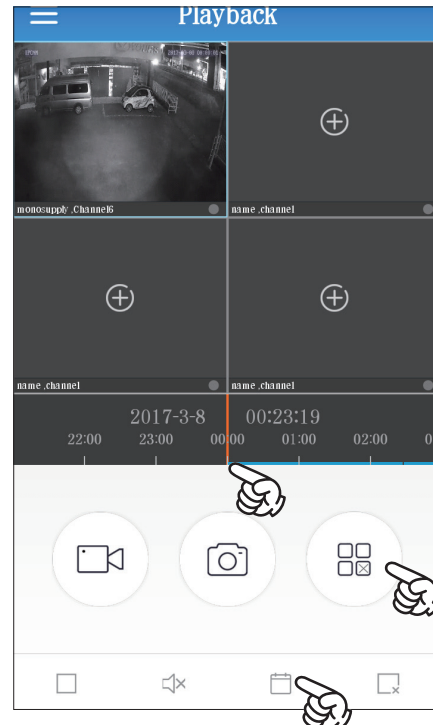 Playback
monosupply ,Channel6
name ,channel
name ,channel
name ,channel
2017-3-8 00:23:19
22:00 23:00 00:00 01:00 02:00 0